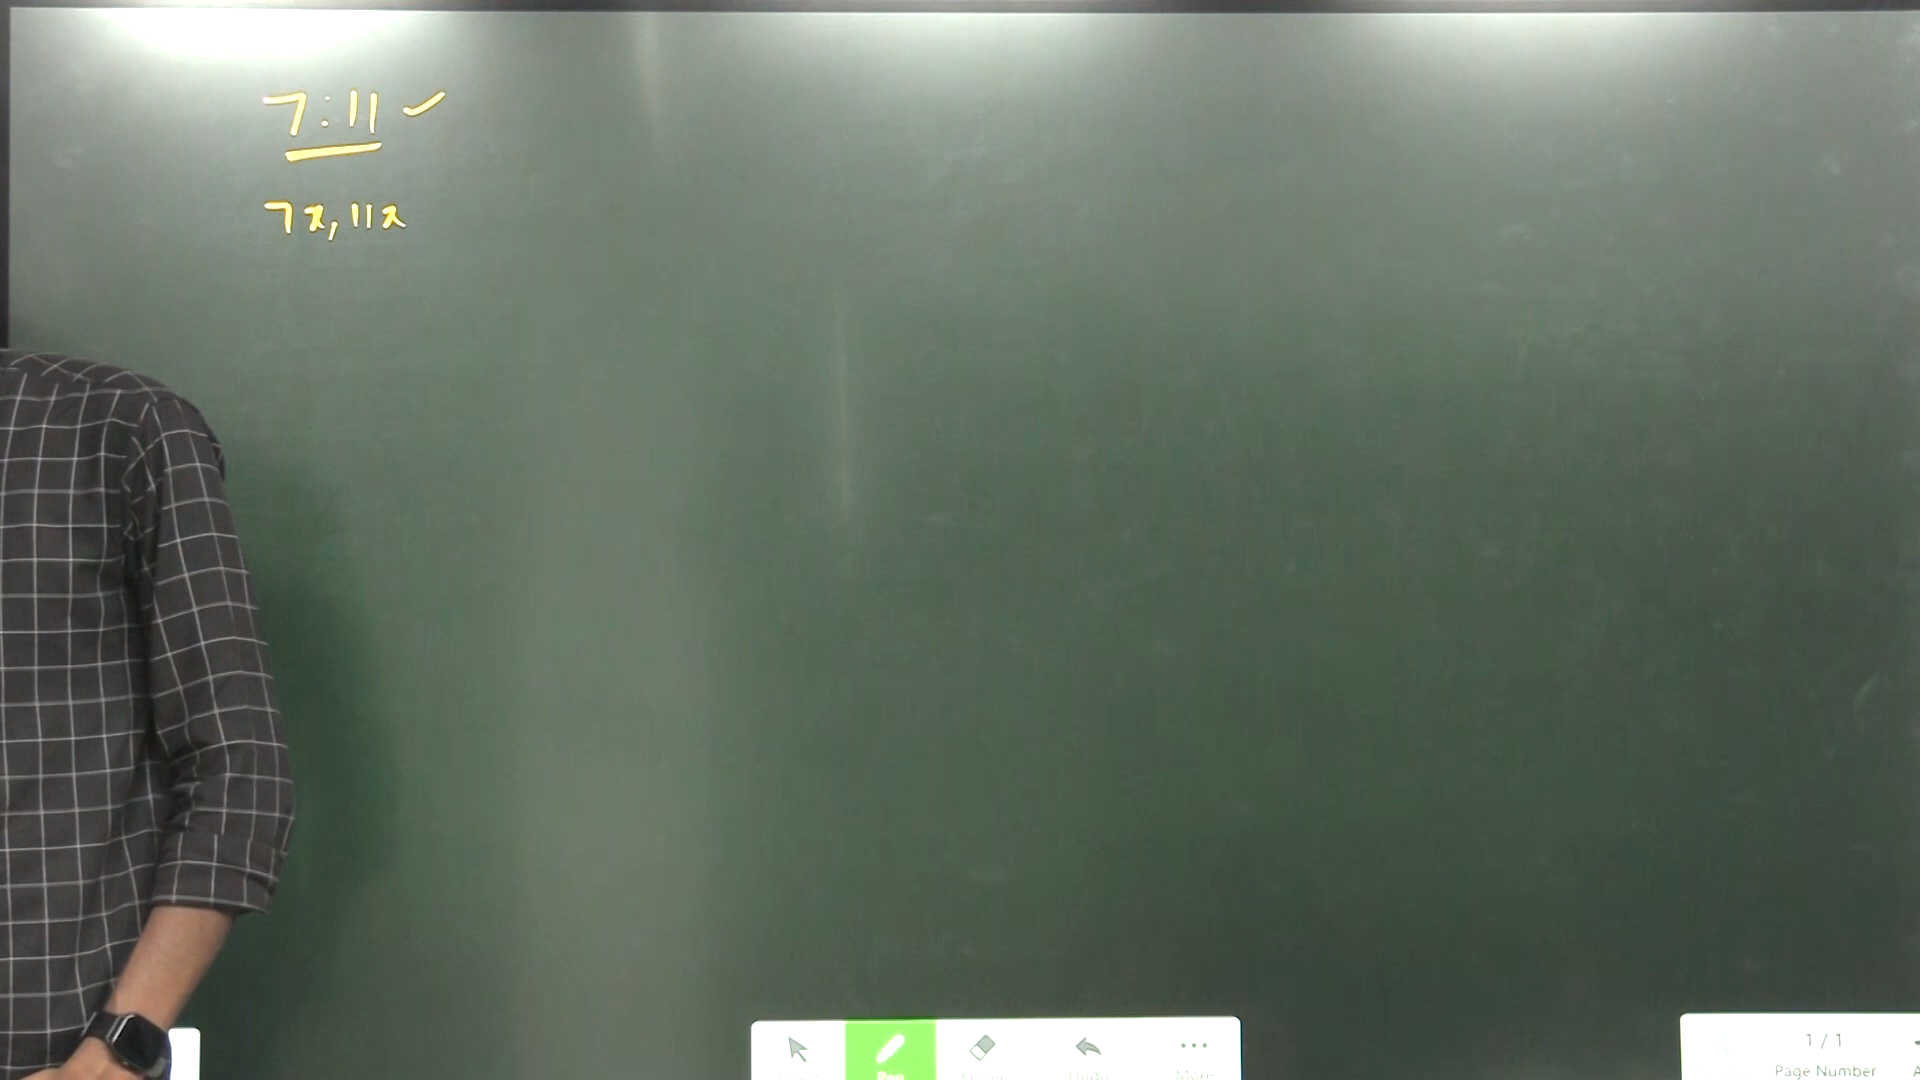 7:11 ✓
7x, 11x
1 / 1
Page Number